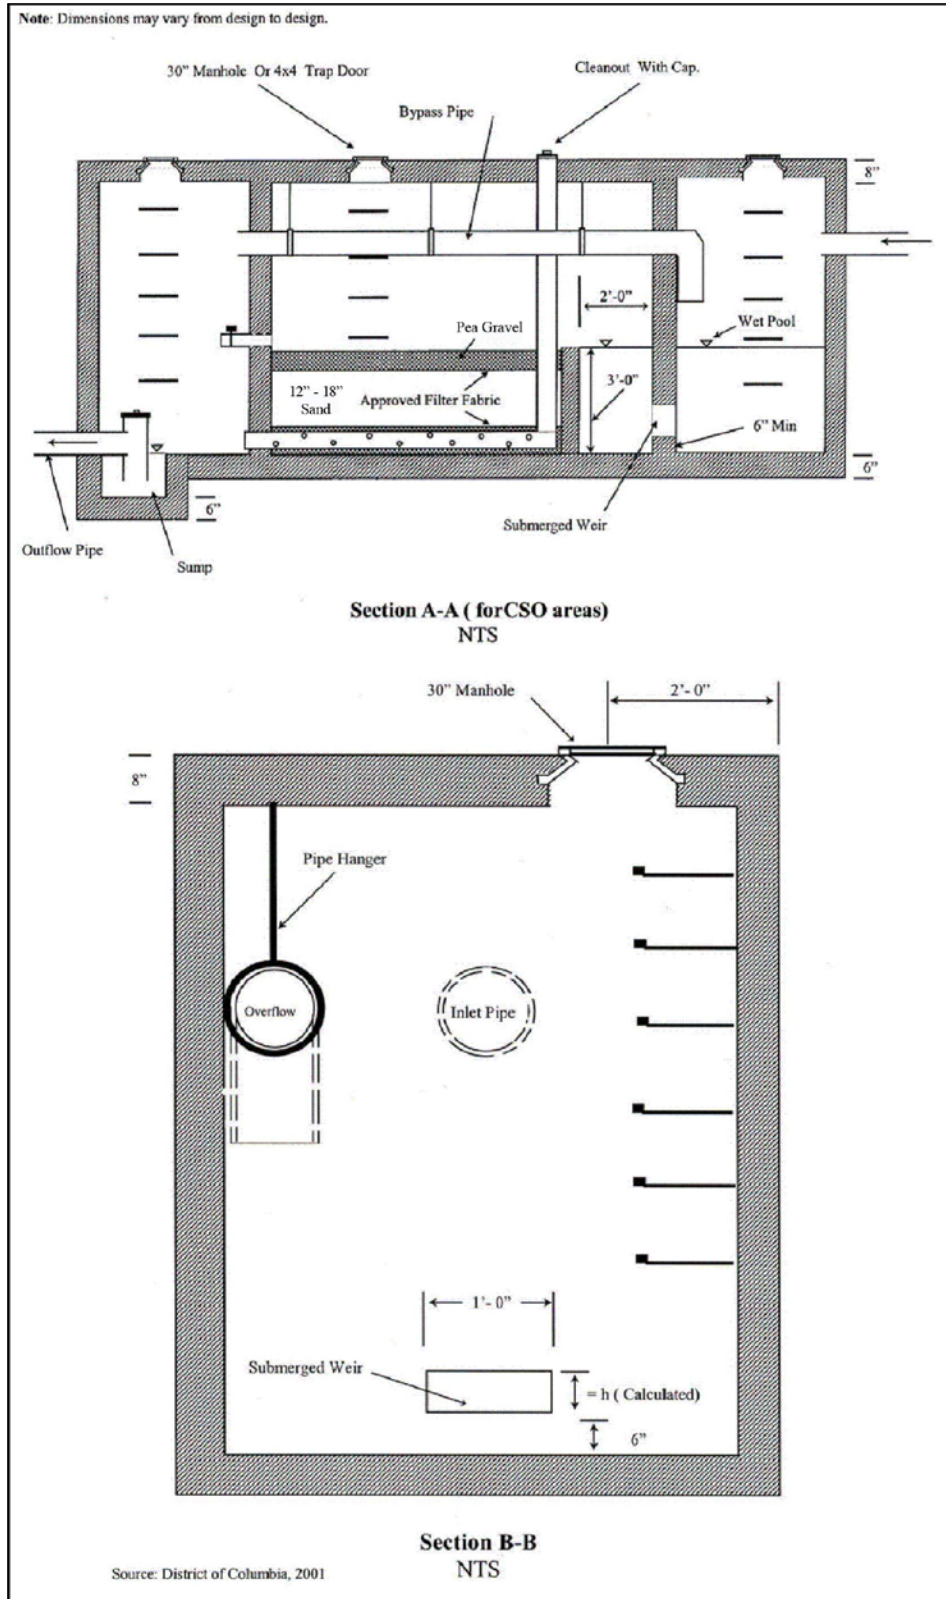 Note: Dimensions may vary from design to design.
30” Manhole Or 4x4 Trap Door
Cleanout With Cap.
Bypass Pipe
8”
2’-0”
Wet Pool
Pea Gravel
3’-0”
12” - 18”
Sand
Approved Filter Fabric
6” Min
6”
6”
Submerged Weir
Outflow Pipe
Sump
Section A-A ( forCSO areas)
NTS
30” Manhole
2’- 0”
8”
Pipe Hanger
Overflow
Inlet Pipe
1’- 0”
Submerged Weir
= h ( Calculated)
6”
Section B-B
NTS
Source: District of Columbia, 2001